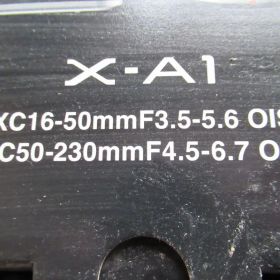 X-A1
XC16-50mmF3.5-5.6 OIS
C50-230mmF4.5-6.7 O